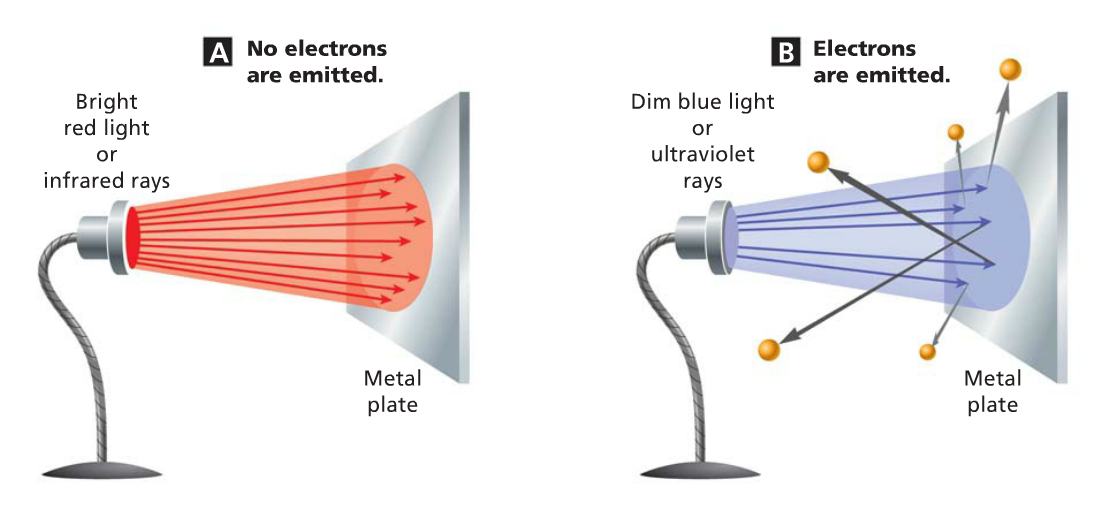 A No electrons
are emitted.
Bright
red light
or
infrared rays
Metal
plate
B Electrons
are emitted.
Dim blue light
or
ultraviolet
rays
Metal
plate